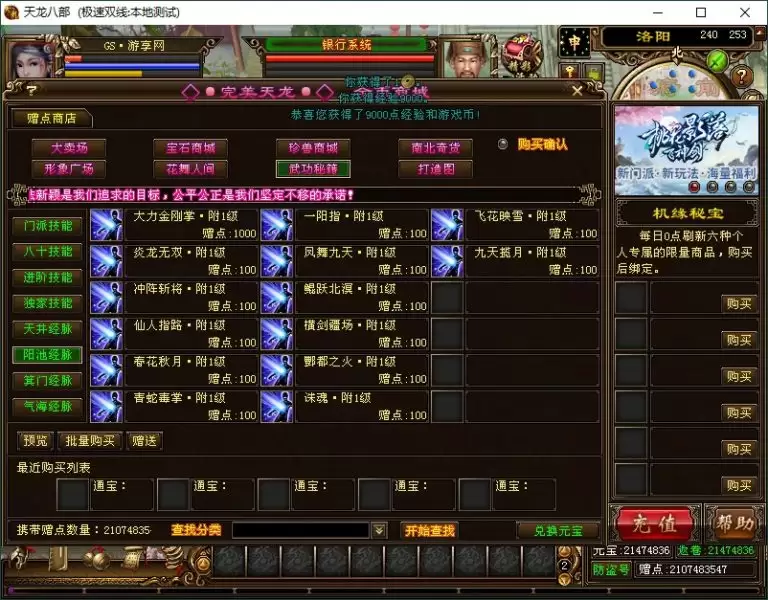 天龙八部 (极速双线:本地测试)
GS·游享网
银行系统
洛阳 240 253
北
申
你获得了1
你获得经验9000。
完美天龙
恭喜您获得了9000点经验和游戏币!
赠点商店
大卖场 宝石商城 珍兽商城 南北奇货
购买确认
形象广场 花舞人间 武功秘籍 打造图
新颖是我们追求的目标，公平公正是我们坚定不移的承诺!
新门派·新玩法·海量福利
机缘秘宝
每日0点刷新六种个
人专属的限量商品，购买
后绑定。
门派技能
八十技能
进阶技能
独家技能
天井经脉
阳池经脉
箕门经脉
气海经脉
大力金刚掌·附1级
赠点:1000
一阳指·附1级
赠点:100
飞花映雪·附1级
赠点:100
炎龙无双·附1级
赠点:100
凤舞九天·附1级
赠点:100
九天揽月·附1级
赠点:100
冲阵斩将·附1级
赠点:100
鲲跃北溟·附1级
赠点:100
仙人指路·附1级
赠点:100
横剑疆场·附1级
赠点:100
春花秋月·附1级
赠点:100
酆都之火·附1级
赠点:100
青蛇毒掌·附1级
赠点:100
诛魂·附1级
赠点:100
购买
购买
购买
购买
购买
购买
预览 批量购买 赠送
最近购买列表
通宝: 通宝: 通宝: 通宝: 通宝:
携带赠点数量:21074835 查找分类 开始查找 兑换元宝
充值 帮助
元宝:21474836
:21474836
防盗号 赠点:2107483547
2